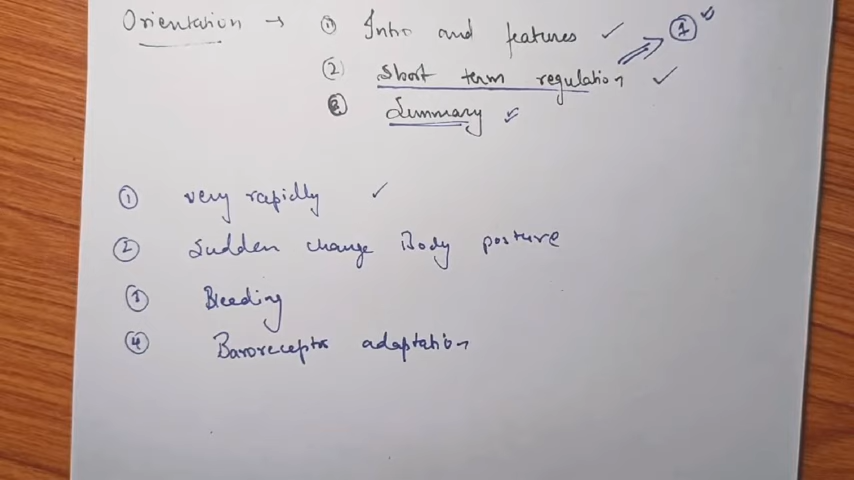 Orientation → ① Intro and features ✓
② Short term regulation ✓ ⇒ ① ✓
③ Summary ✓
① very rapidly ✓
② Sudden change Body posture
③ Bleeding
④ Baroreceptor adaptation